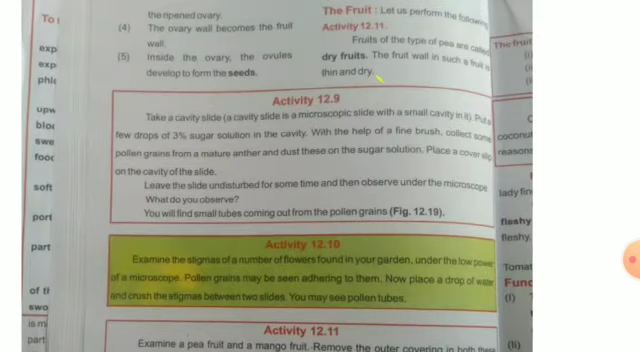 To
exp
exp
phl
upw
bloo
swe
food
soft
port
part
of th
swo
is m
part
the ripened ovary.
(4) The ovary wall becomes the fruit
wall.
(5) Inside the ovary, the ovules
develop to form the seeds.
The Fruit : Let us perform the following
Activity 12.11.
Fruits of the type of pea are called
dry fruits. The fruit wall in such a fruit is
thin and dry.
Activity 12.9
Take a cavity slide (a cavity slide is a microscopic slide with a small cavity in it). Put a
few drops of 3% sugar solution in the cavity. With the help of a fine brush, collect some
pollen grains from a mature anther and dust these on the sugar solution. Place a cover slip
on the cavity of the slide.
Leave the slide undisturbed for some time and then observe under the microscope
What do you observe?
You will find small tubes coming out from the pollen grains (Fig. 12.19).
Activity 12.10
Examine the stigmas of a number of flowers found in your garden, under the low power
of a microscope. Pollen grains may be seen adhering to them. Now place a drop of water
and crush the stigmas between two slides. You may see pollen tubes.
Activity 12.11
Examine a pea fruit and a mango fruit. Remove the outer covering in both these
The fruit
(i)
coconut
reason
lady fin
fleshy
fleshy.
Tomat
Func
(i)
(ii)